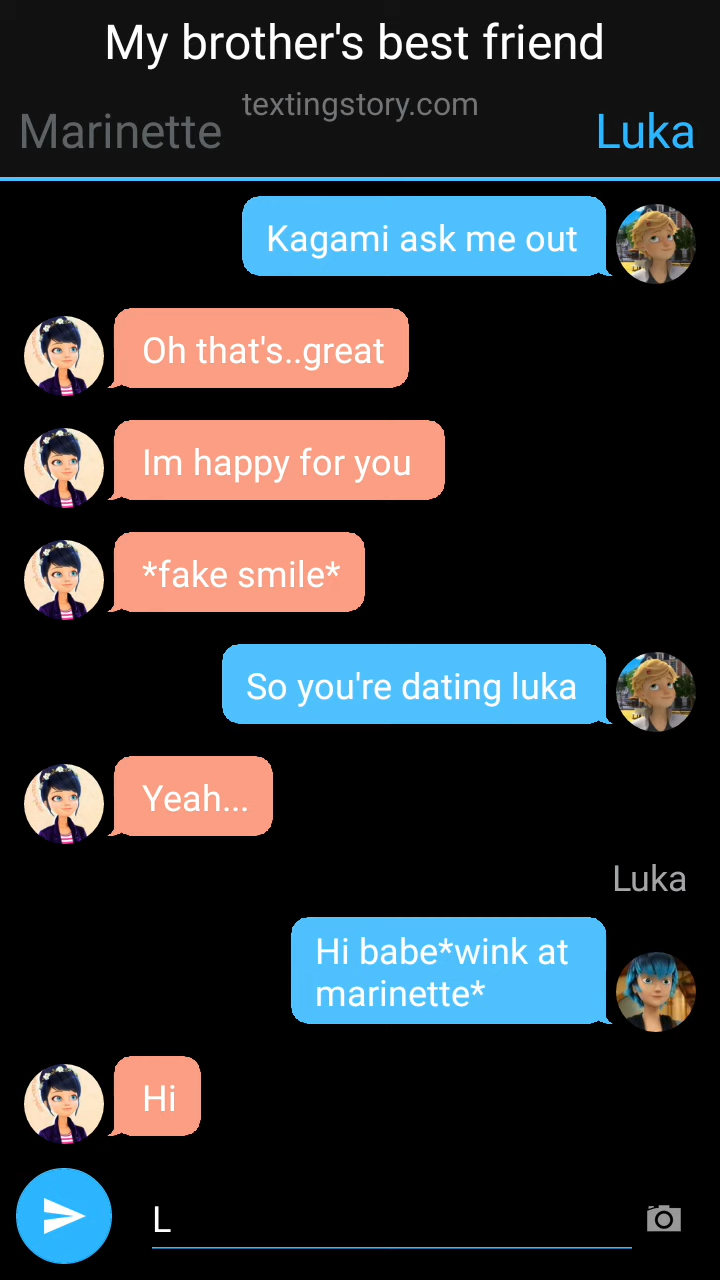 My brother's best friend
textingstory.com
Marinette
Luka
Kagami ask me out
Oh that's..great
Im happy for you
*fake smile*
So you're dating luka
Yeah...
Luka
Hi babe*wink at
marinette*
Hi
L